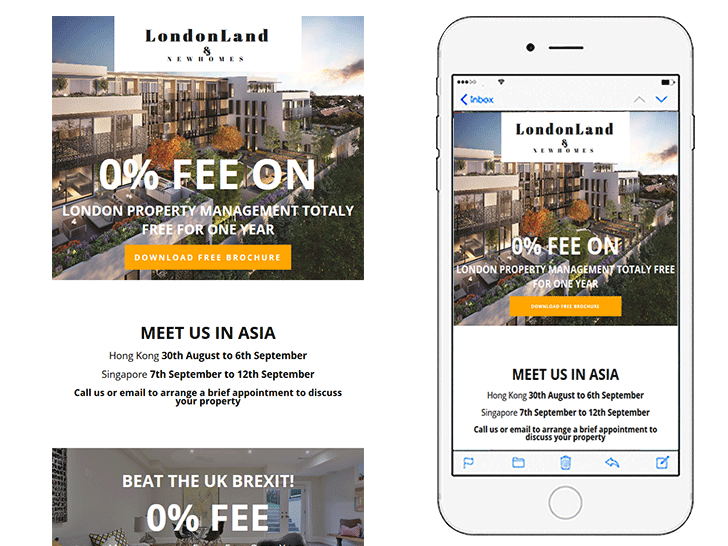 LondonLand
&
NEWHOMES
0% FEE ON
LONDON PROPERTY MANAGEMENT TOTALY
FREE FOR ONE YEAR
DOWNLOAD FREE BROCHURE
MEET US IN ASIA
Hong Kong 30th August to 6th September
Singapore 7th September to 12th September
Call us or email to arrange a brief appointment to discuss
your property
BEAT THE UK BREXIT!
0% FEE
Inbox
LondonLand
&
NEWHOMES
0% FEE ON
LONDON PROPERTY MANAGEMENT TOTALY FREE
FOR ONE YEAR
DOWNLOAD FREE BROCHURE
MEET US IN ASIA
Hong Kong 30th August to 6th September
Singapore 7th September to 12th September
Call us or email to arrange a brief appointment to
discuss your property